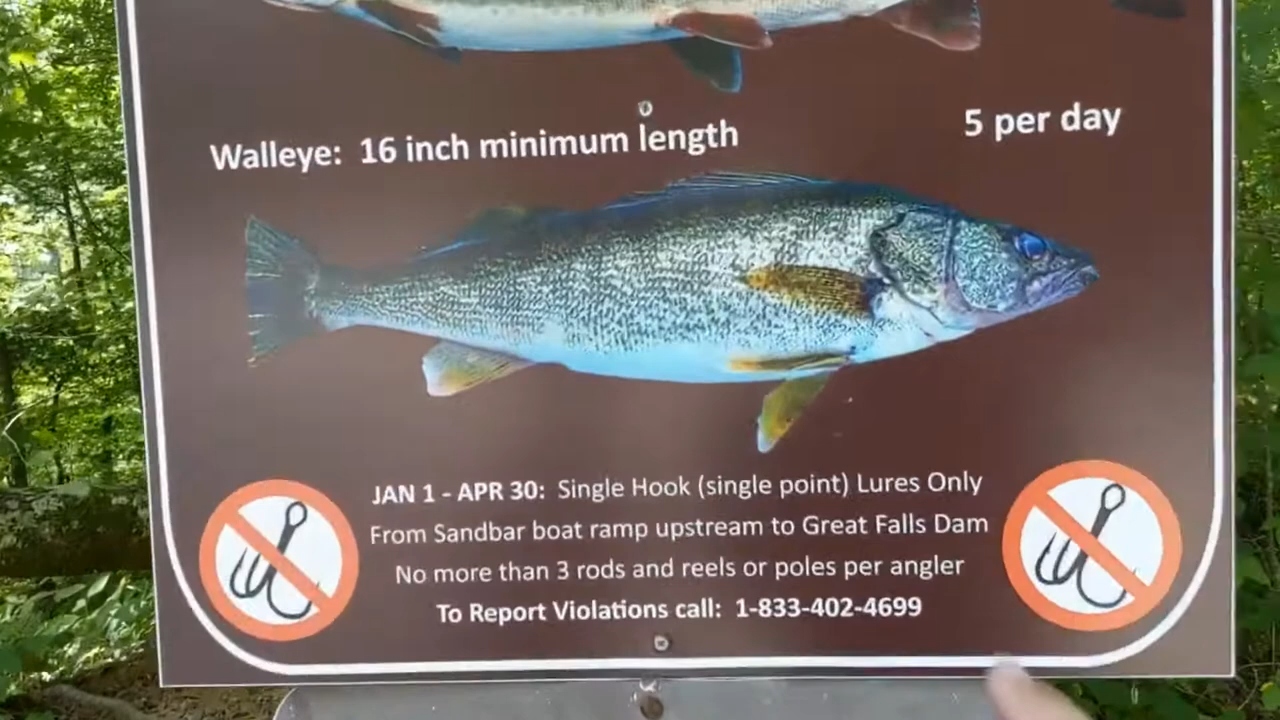 Walleye: 16 inch minimum length 5 per day
JAN 1 - APR 30: Single Hook (single point) Lures Only
From Sandbar boat ramp upstream to Great Falls Dam
No more than 3 rods and reels or poles per angler
To Report Violations call: 1-833-402-4699